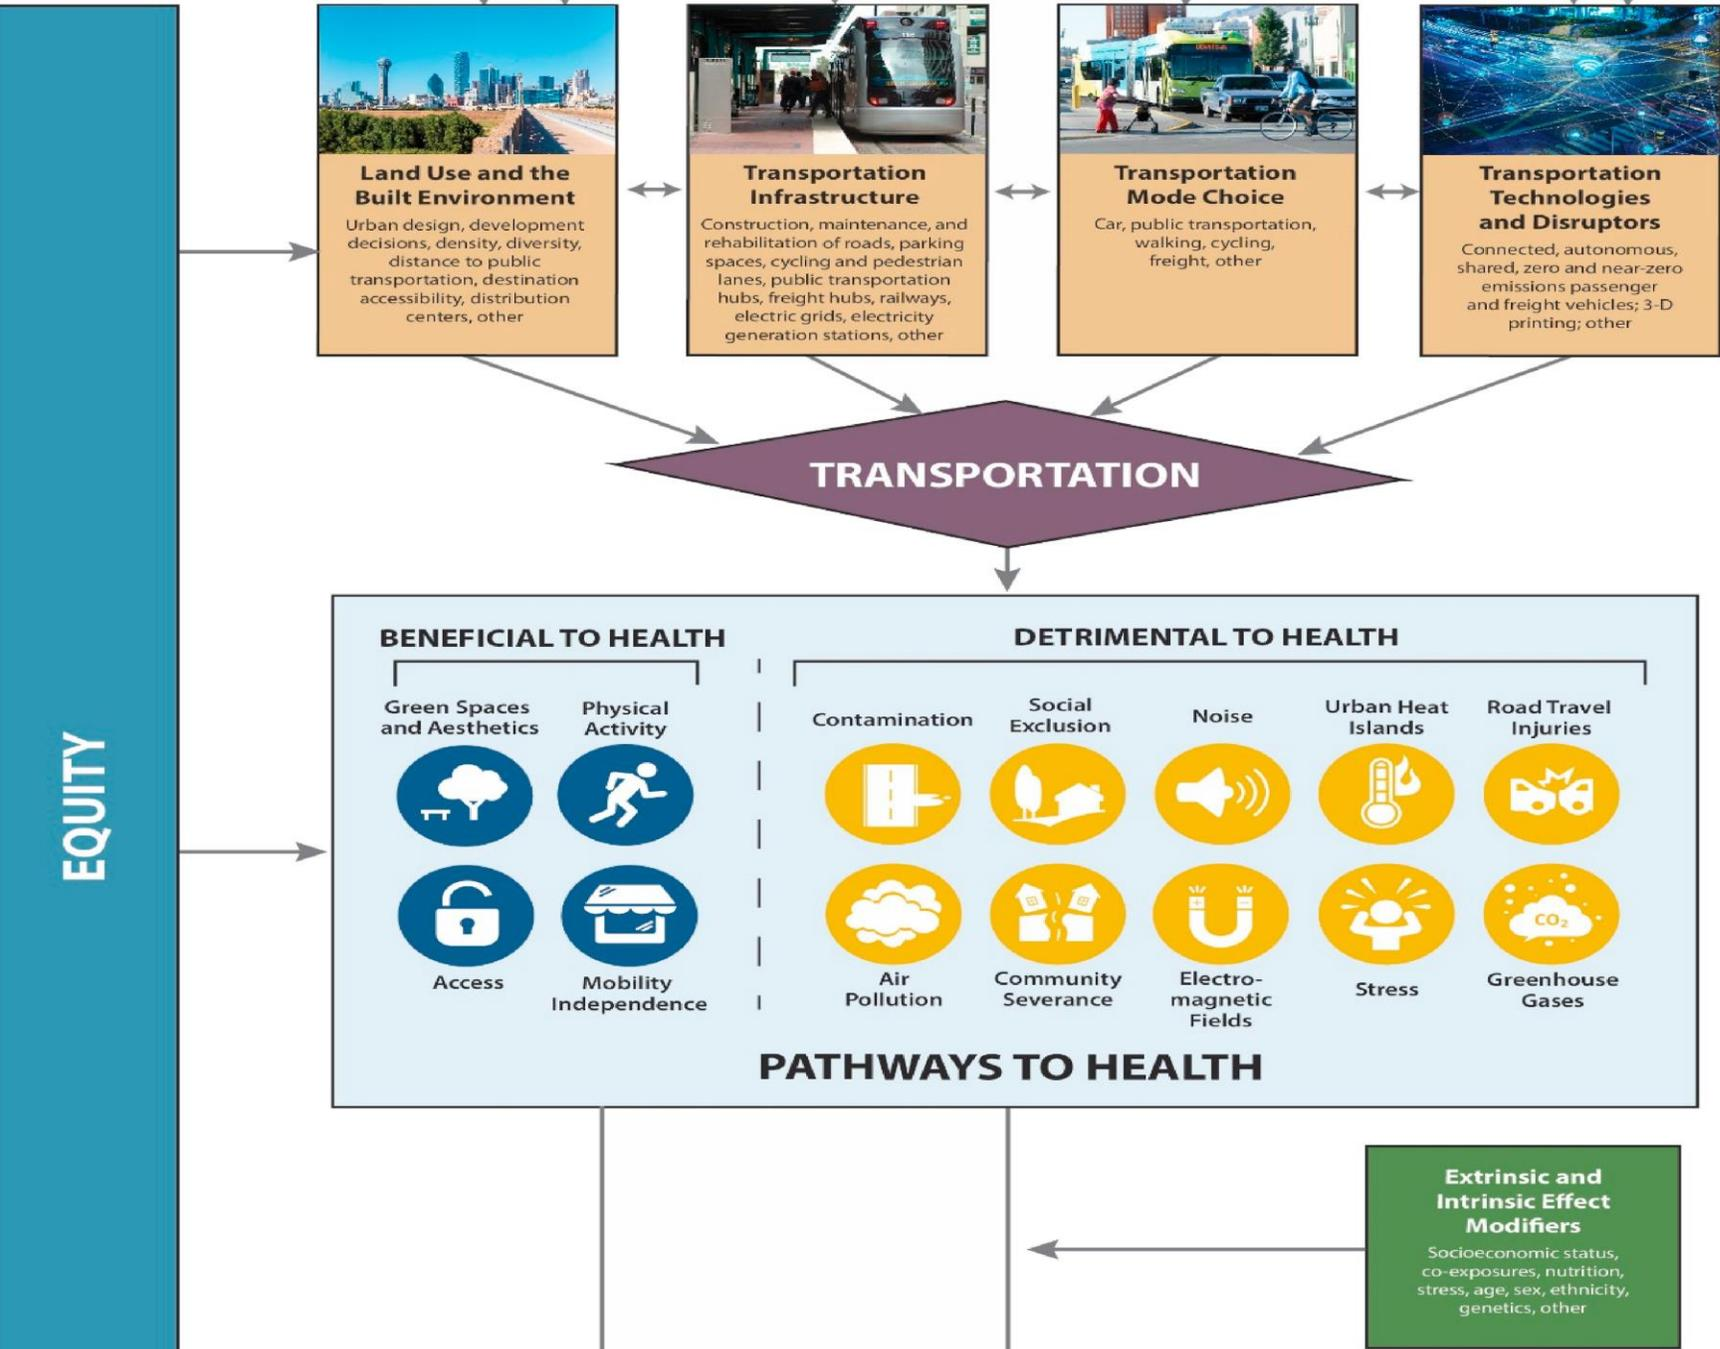 Land Use and the
Built Environment
Urban design, development
decisions, density, diversity,
distance to public
transportation, destination
accessibility, distribution
centers, other
Transportation
Infrastructure
Construction, maintenance, and
rehabilitation of roads, parking
spaces, cycling and pedestrian
lanes, public transportation
hubs, freight hubs, railways,
electric grids, electricity
generation stations, other
Transportation
Mode Choice
Car, public transportation,
walking, cycling,
freight, other
Transportation
Technologies
and Disruptors
Connected, autonomous,
shared, zero and near-zero
emissions passenger
and freight vehicles; 3-D
printing; other
TRANSPORTATION
EQUITY
BENEFICIAL TO HEALTH
Green Spaces
and Aesthetics
Physical
Activity
Access
Mobility
Independence
DETRIMENTAL TO HEALTH
Contamination
Social
Exclusion
Noise
Urban Heat
Islands
Road Travel
Injuries
CO₂
Air
Pollution
Community
Severance
Electro-
magnetic
Fields
Stress
Greenhouse
Gases
PATHWAYS TO HEALTH
Extrinsic and
Intrinsic Effect
Modifiers
Socioeconomic status,
co-exposures, nutrition,
stress, age, sex, ethnicity,
genetics, other